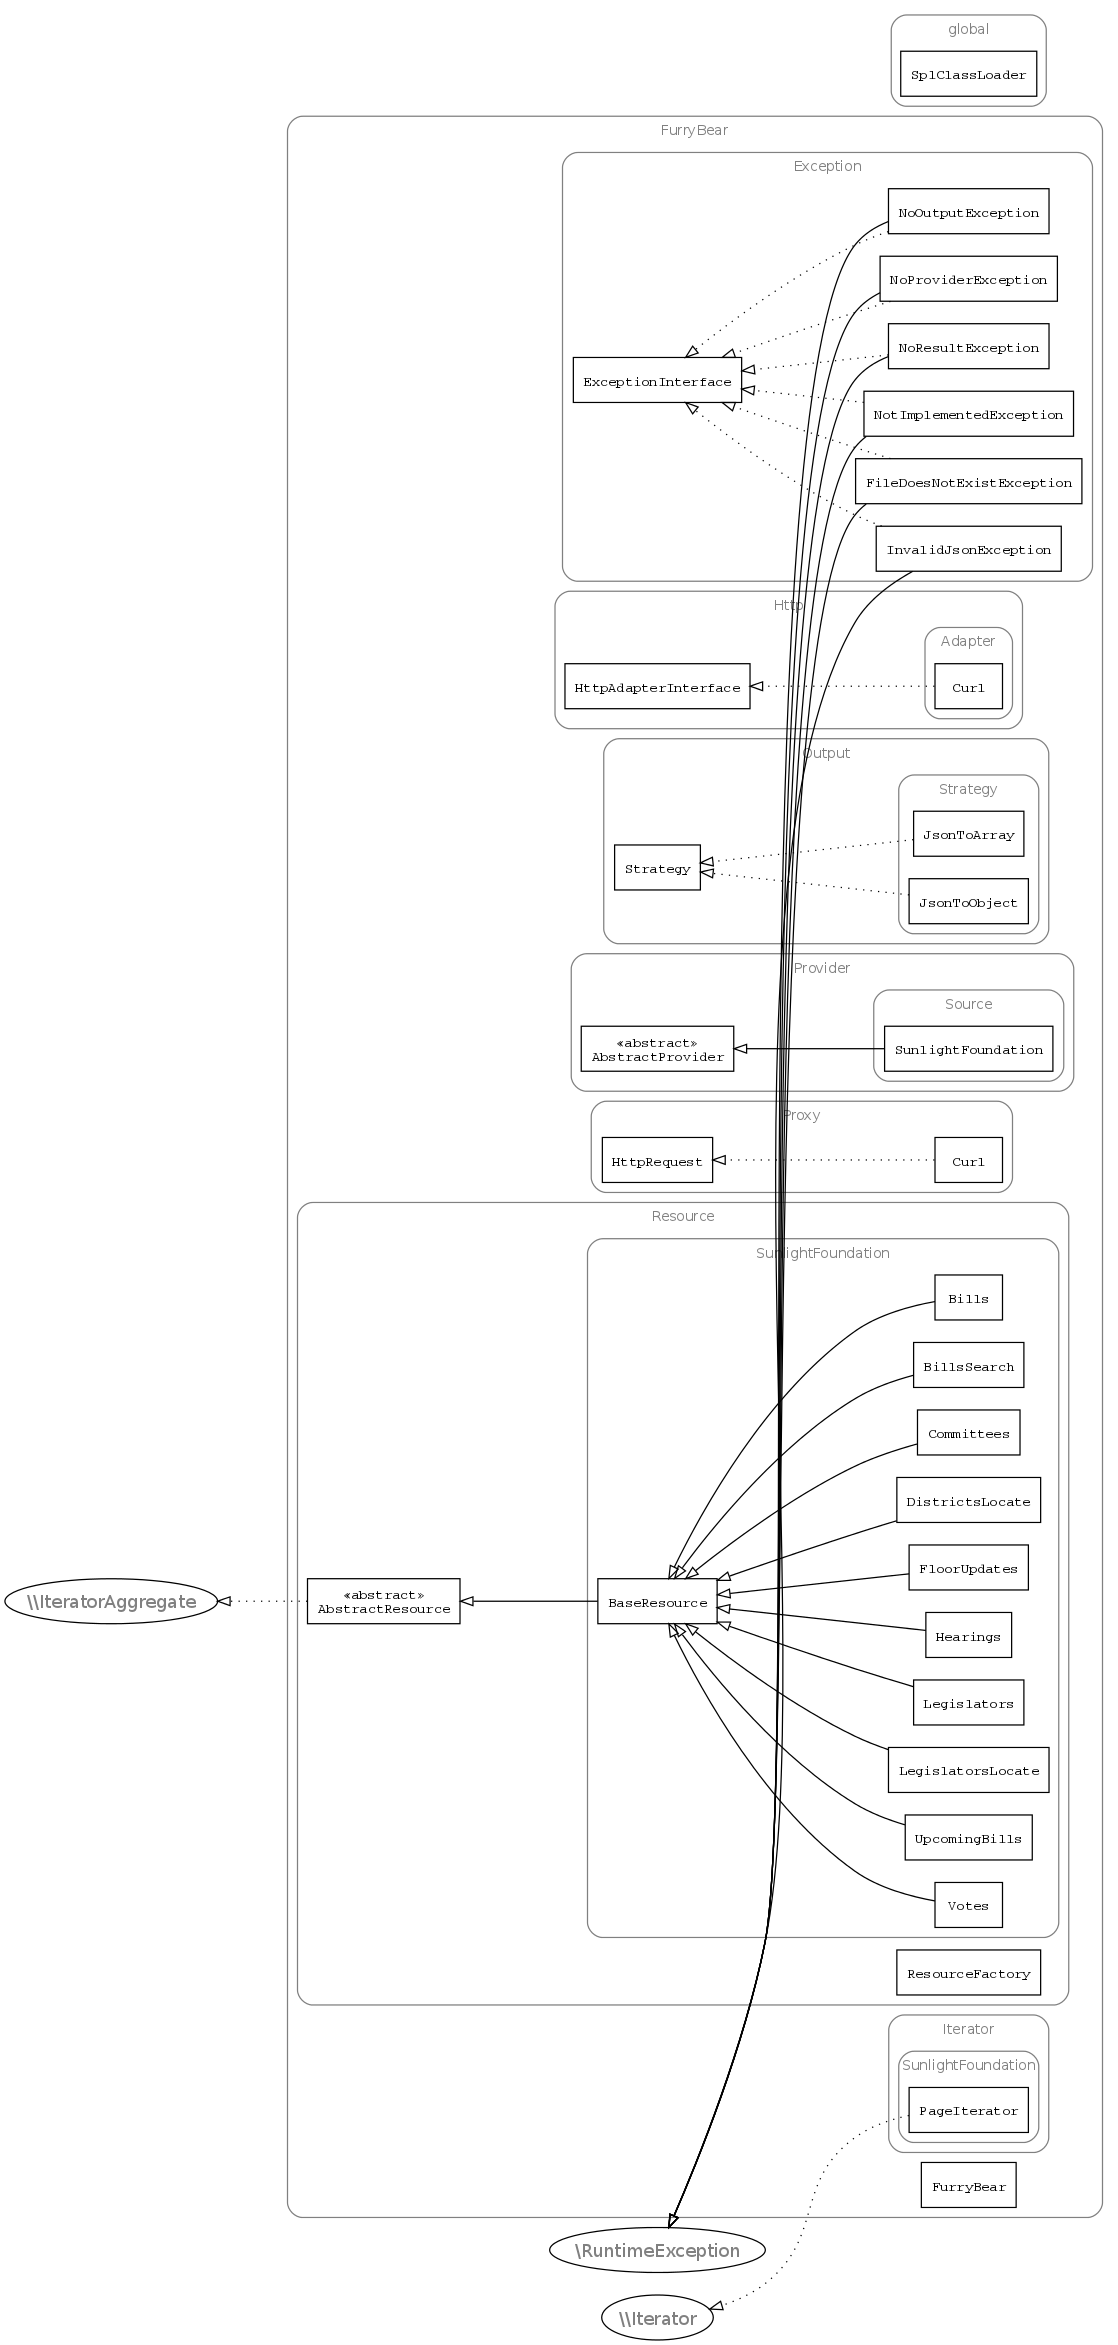 global
SplClassLoader
FurryBear
Exception
NoOutputException
NoProviderException
NoResultException
ExceptionInterface
NotImplementedException
FileDoesNotExistException
InvalidJsonException
Http
Adapter
HttpAdapterInterface
Curl
Output
Strategy
JsonToArray
Strategy
JsonToObject
Provider
Source
«abstract»
AbstractProvider
SunlightFoundation
Proxy
HttpRequest
Curl
Resource
SunlightFoundation
Bills
BillsSearch
Committees
DistrictsLocate
FloorUpdates
\\IteratorAggregate
«abstract»
AbstractResource
BaseResource
Hearings
Legislators
LegislatorsLocate
UpcomingBills
Votes
ResourceFactory
Iterator
SunlightFoundation
PageIterator
FurryBear
\RuntimeException
\\Iterator